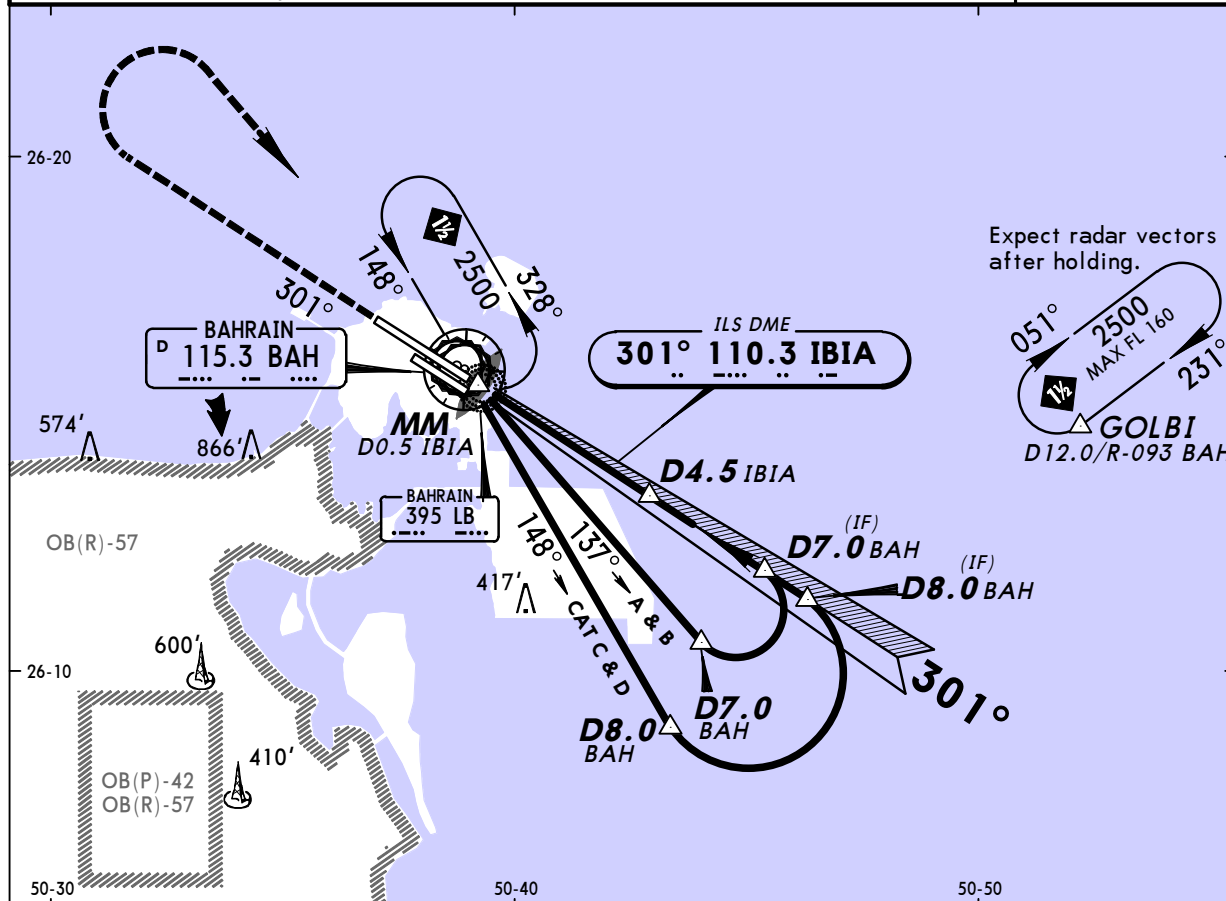 26-20
148°
1½
2500
328°
301°
Expect radar vectors
after holding.
051°
2500
MAX FL 160
231°
1½
GOLBI
D12.0/R-093 BAH
BAHRAIN
D 115.3 BAH
ILS DME
301° 110.3 IBIA
MM
D0.5 IBIA
574'
866'
BAHRAIN
395 LB
D4.5 IBIA
(IF)
D7.0 BAH
(IF)
D8.0 BAH
OB(R)-57
148°
CAT C & D
137°
A & B
417'
600'
26-10
301°
D7.0
BAH
D8.0
BAH
410'
OB(P)-42
OB(R)-57
50-30
50-40
50-50